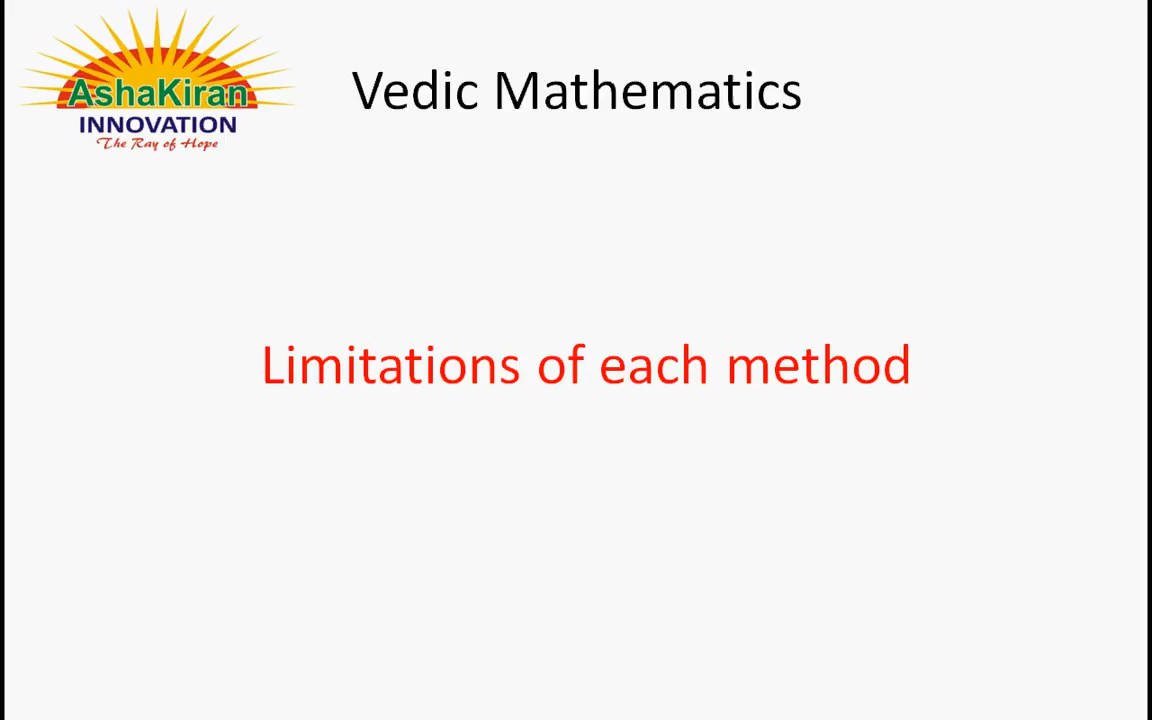 AshaKiran
INNOVATION
The Ray of Hope
Vedic Mathematics
Limitations of each method